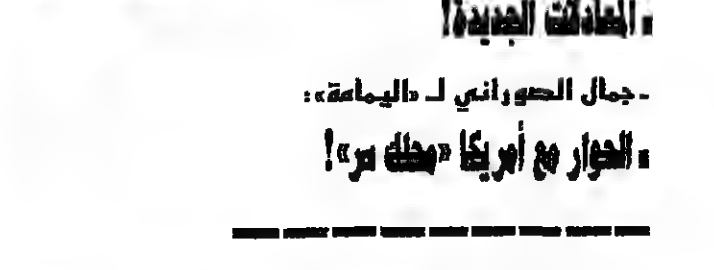 ▪ المعادلات الجديدة!
- جمال الصوراني لـ «اليمامة»:
▪ الحوار مع أمريكا «محلك سر»!